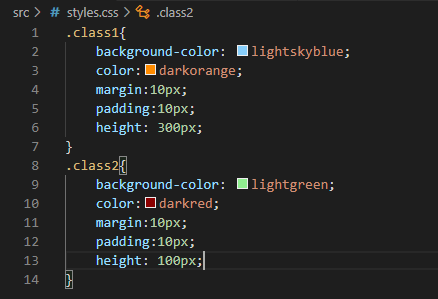 src > # styles.css > .class2
1 .class1{
2     background-color: lightskyblue;
3     color: darkorange;
4     margin:10px;
5     padding:10px;
6     height: 300px;
7 }
8 .class2{
9     background-color: lightgreen;
10     color: darkred;
11     margin:10px;
12     padding:10px;
13     height: 100px;
14 }